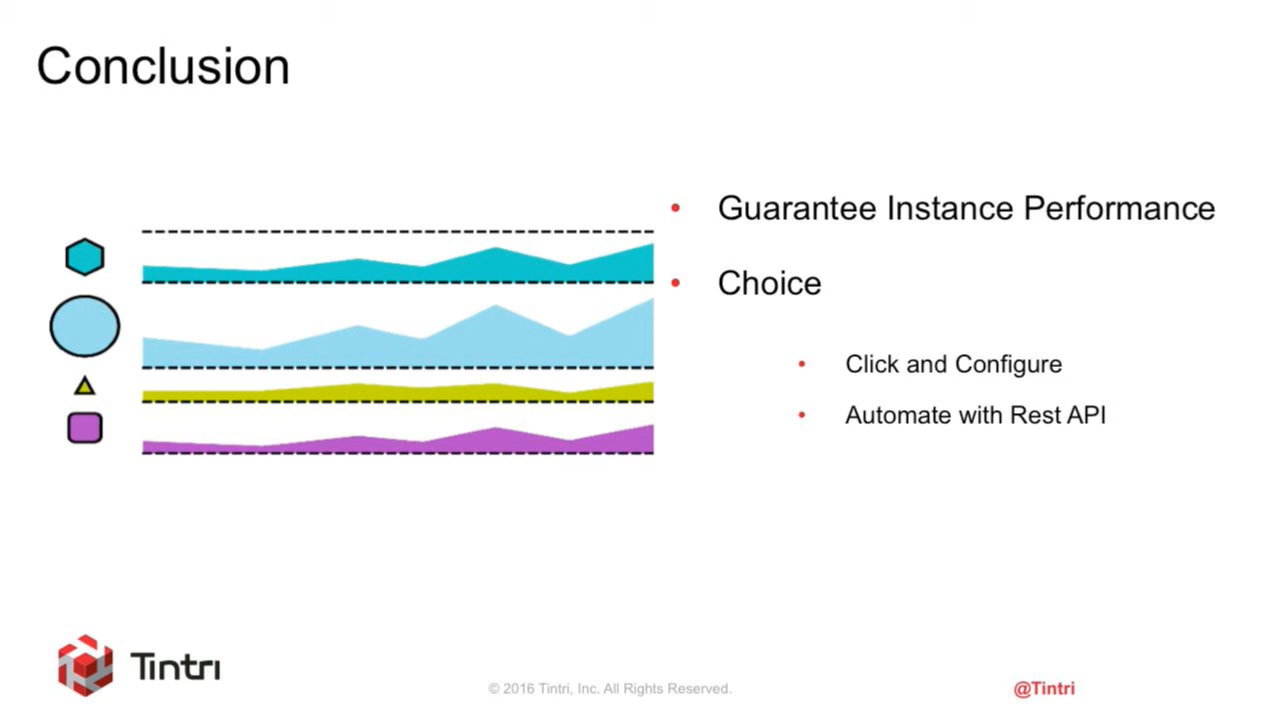 Conclusion
Guarantee Instance Performance
Choice
Click and Configure
Automate with Rest API
Tintri
© 2016 Tintri, Inc. All Rights Reserved.
@Tintri